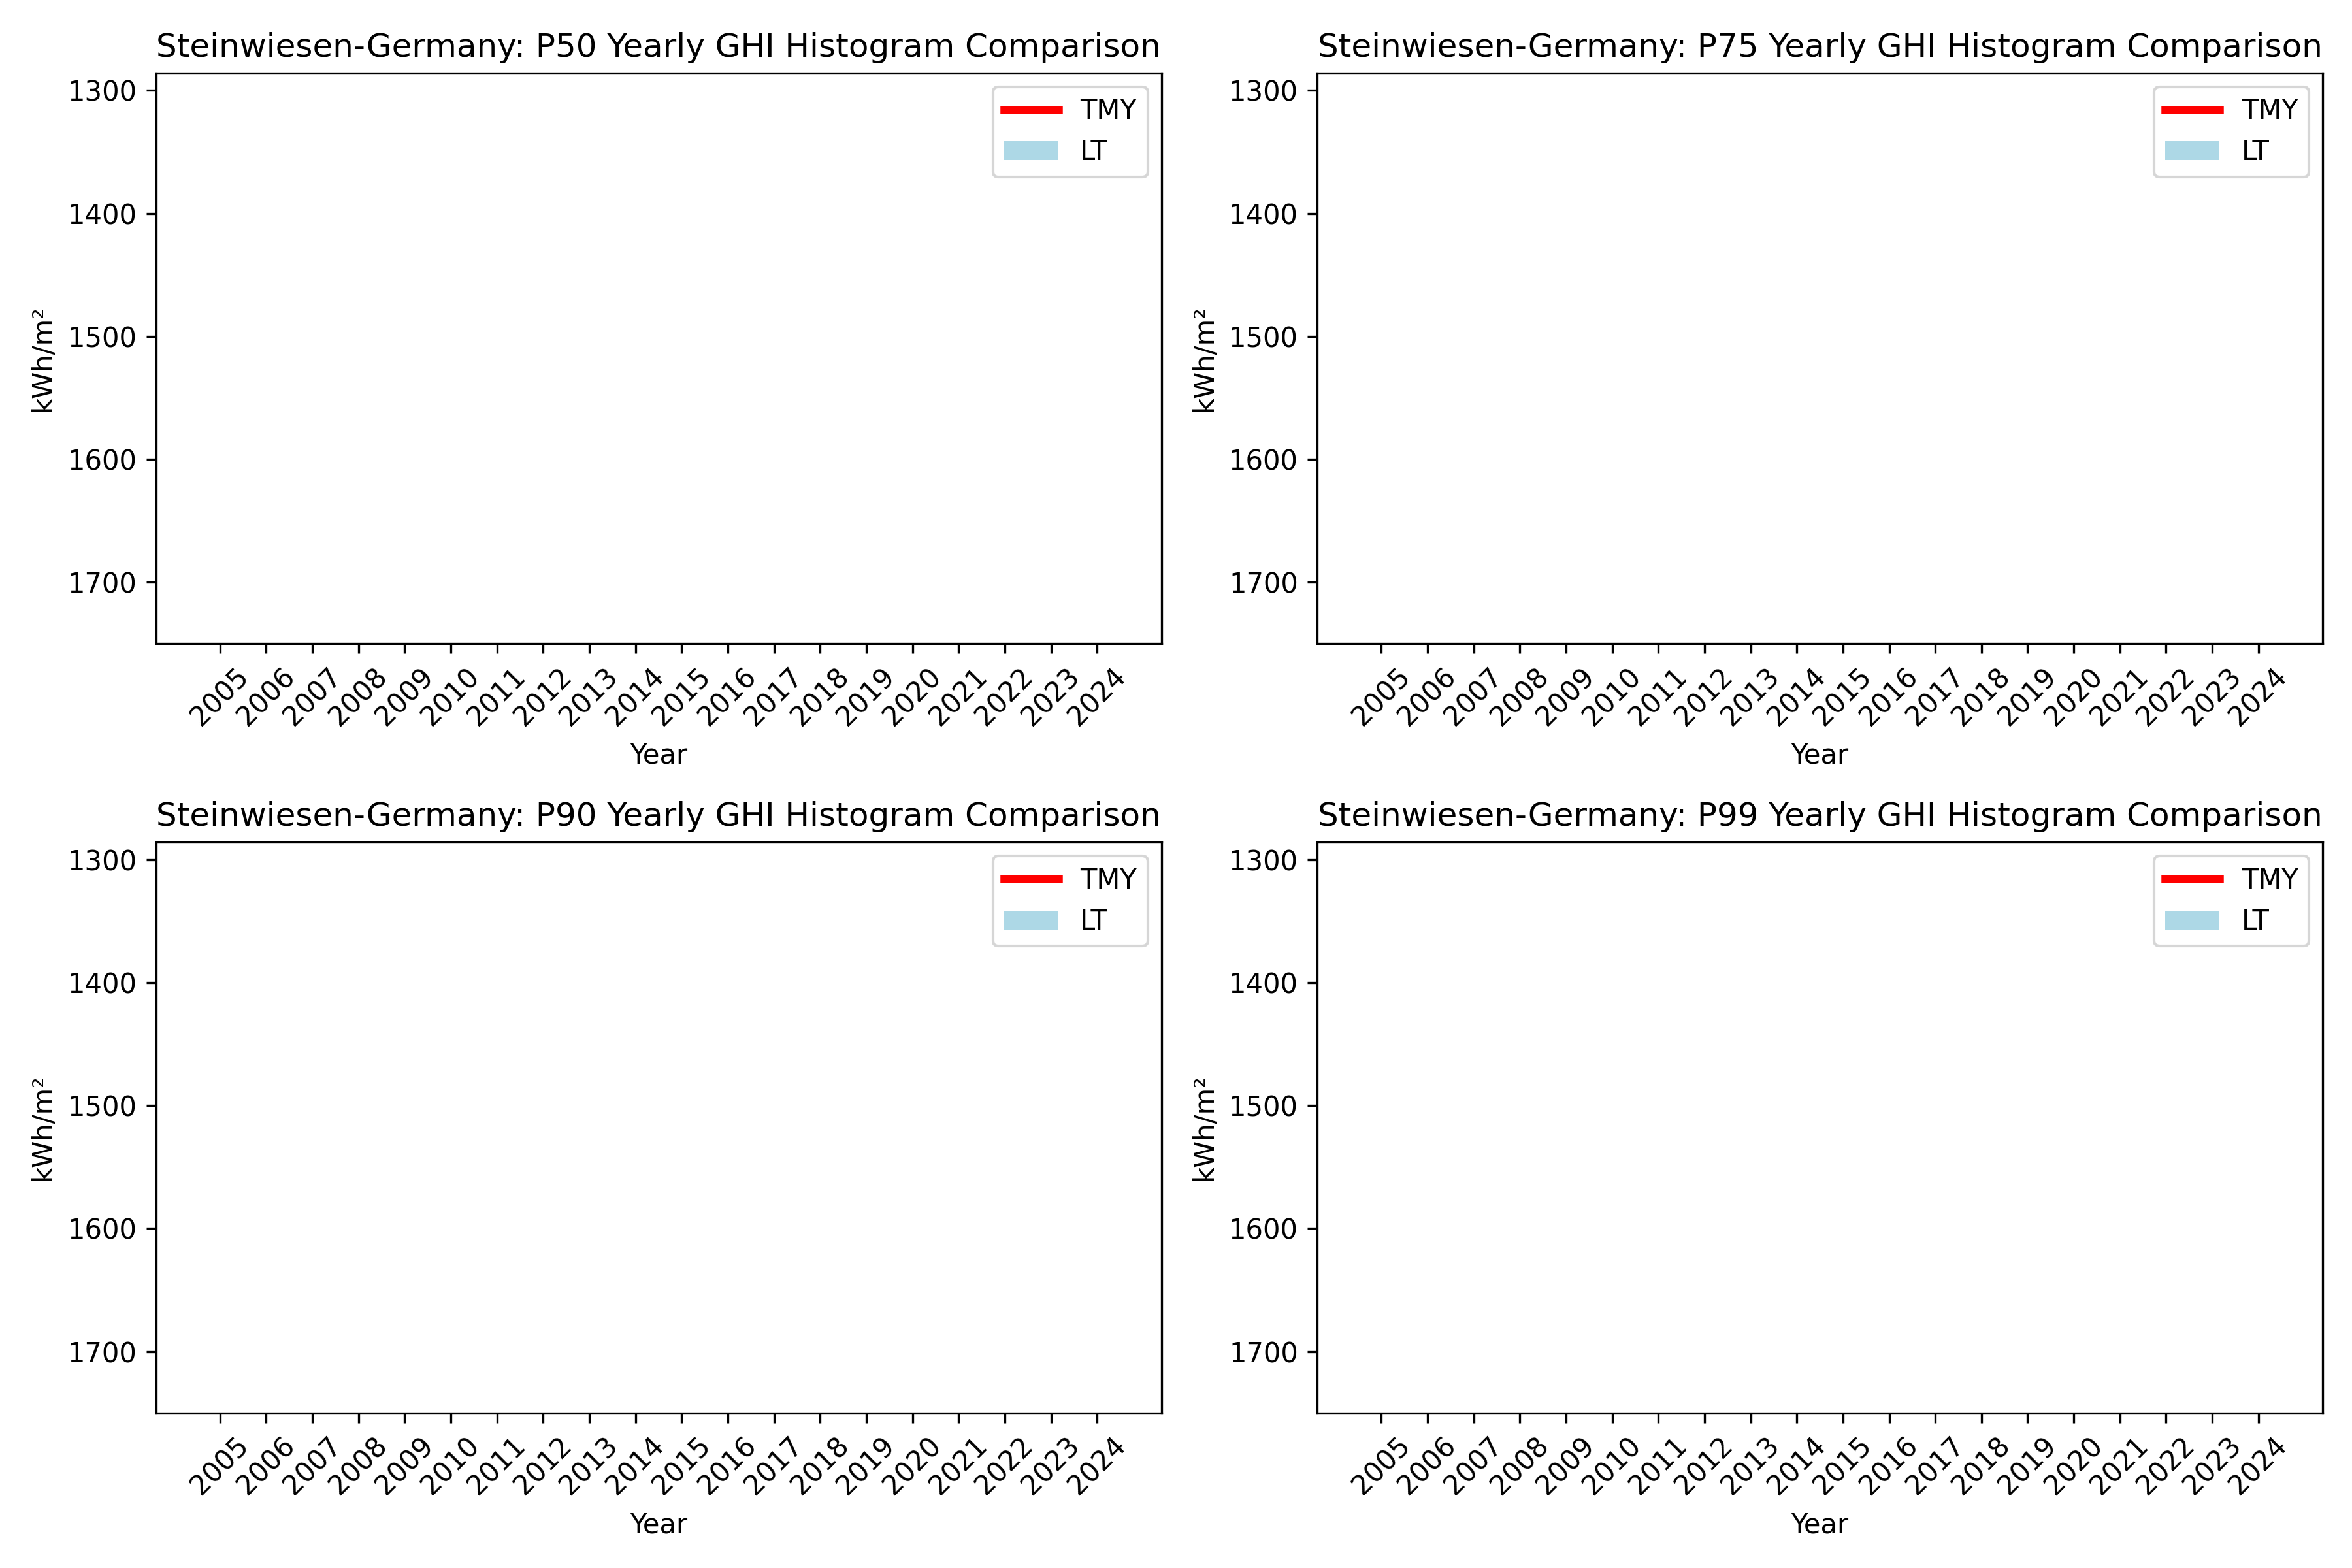 Steinwiesen-Germany: P50 Yearly GHI Histogram Comparison
TMY
LT
1300
1400
1500
1600
1700
kWh/m²
2005 2006 2007 2008 2009 2010 2011 2012 2013 2014 2015 2016 2017 2018 2019 2020 2021 2022 2023 2024
Year
Steinwiesen-Germany: P75 Yearly GHI Histogram Comparison
TMY
LT
1300
1400
1500
1600
1700
kWh/m²
2005 2006 2007 2008 2009 2010 2011 2012 2013 2014 2015 2016 2017 2018 2019 2020 2021 2022 2023 2024
Year
Steinwiesen-Germany: P90 Yearly GHI Histogram Comparison
TMY
LT
1300
1400
1500
1600
1700
kWh/m²
2005 2006 2007 2008 2009 2010 2011 2012 2013 2014 2015 2016 2017 2018 2019 2020 2021 2022 2023 2024
Year
Steinwiesen-Germany: P99 Yearly GHI Histogram Comparison
TMY
LT
1300
1400
1500
1600
1700
kWh/m²
2005 2006 2007 2008 2009 2010 2011 2012 2013 2014 2015 2016 2017 2018 2019 2020 2021 2022 2023 2024
Year